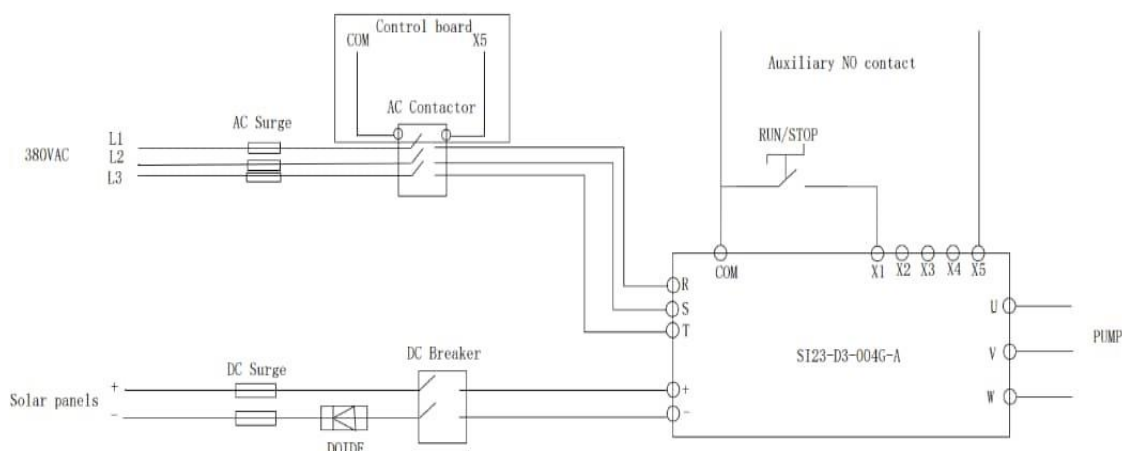 Control board
COM X5
Auxiliary NO contact
AC Contactor
AC Surge
RUN/STOP
L1
380VAC L2
L3
COM X1 X2 X3 X4 X5
R
S
T
U
V
W
PUMP
SI23-D3-004G-A
DC Breaker
DC Surge
Solar panels + +
- -
DOIDE